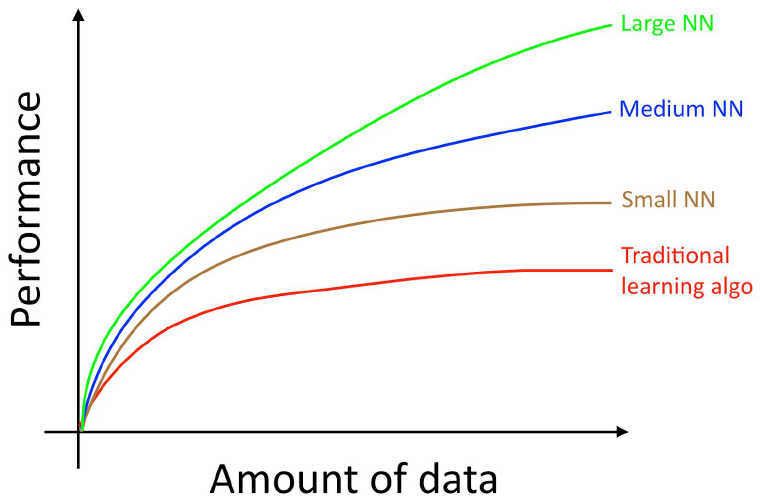 Large NN
Medium NN
Small NN
Traditional
learning algo
Performance
Amount of data